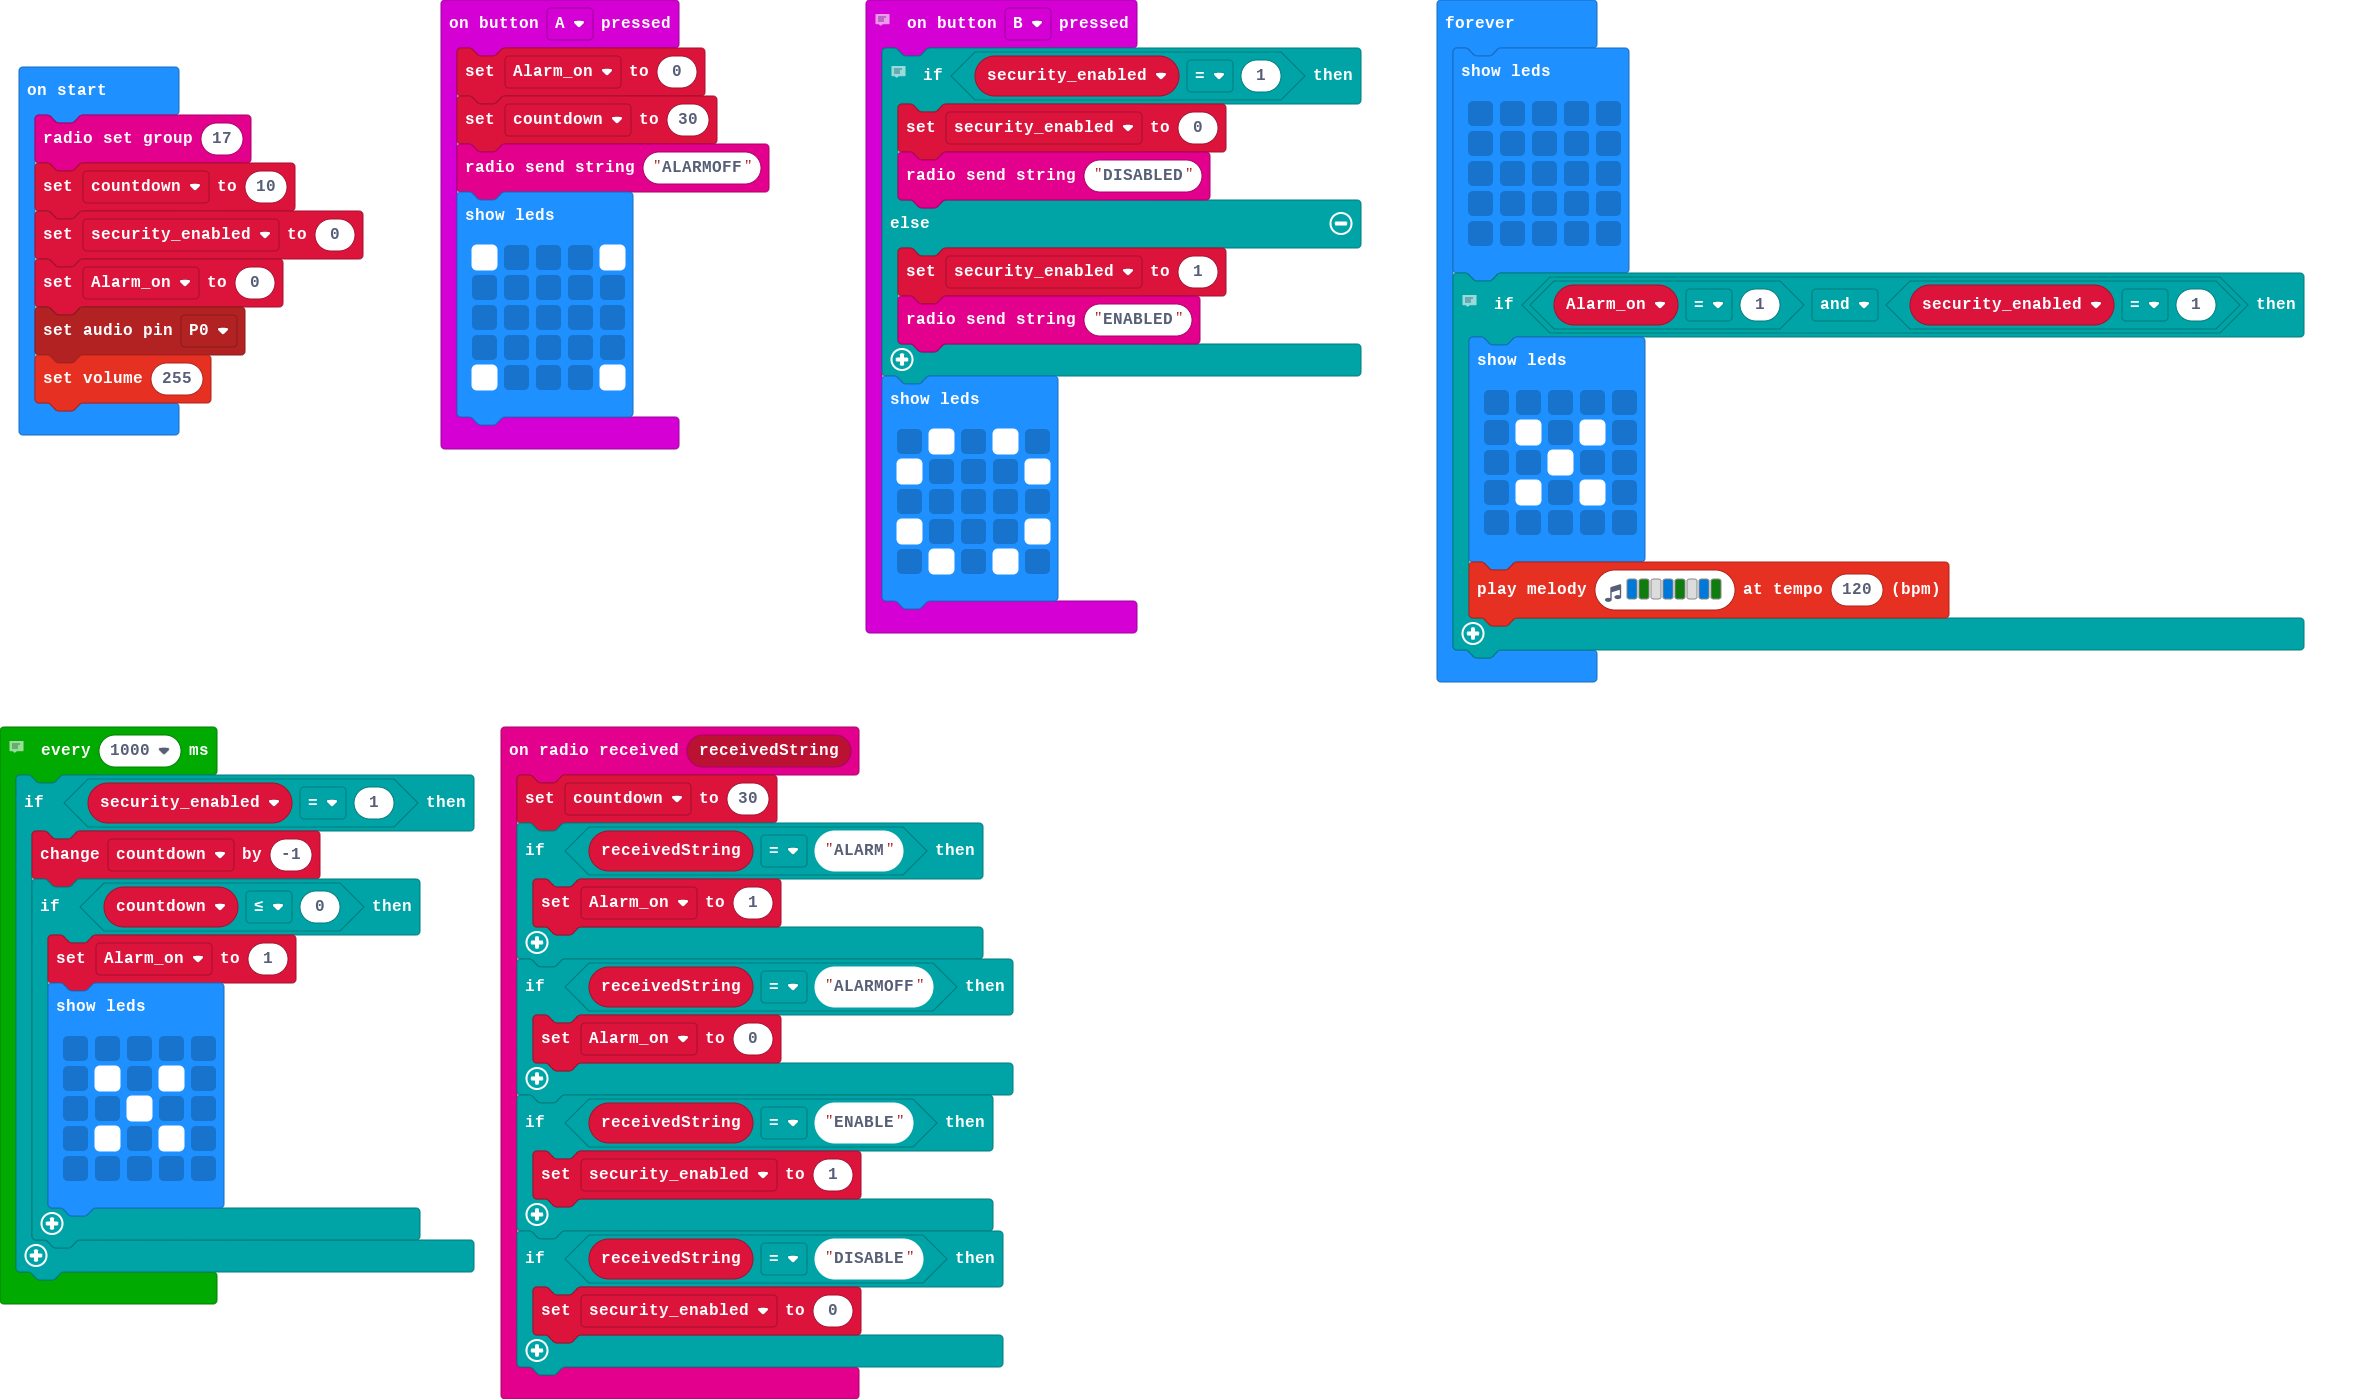 on start
radio set group 17
set countdown to 10
set security_enabled to 0
set Alarm_on to 0
set audio pin P0
set volume 255
on button A pressed
set Alarm_on to 0
set countdown to 30
radio send string "ALARMOFF"
show leds
on button B pressed
if security_enabled = 1 then
set security_enabled to 0
radio send string "DISABLED"
else
set security_enabled to 1
radio send string "ENABLED"
show leds
forever
show leds
if Alarm_on = 1 and security_enabled = 1 then
show leds
play melody at tempo 120 (bpm)
every 1000 ms
if security_enabled = 1 then
change countdown by -1
if countdown ≤ 0 then
set Alarm_on to 1
show leds
on radio received receivedString
set countdown to 30
if receivedString = "ALARM" then
set Alarm_on to 1
if receivedString = "ALARMOFF" then
set Alarm_on to 0
if receivedString = "ENABLE" then
set security_enabled to 1
if receivedString = "DISABLE" then
set security_enabled to 0